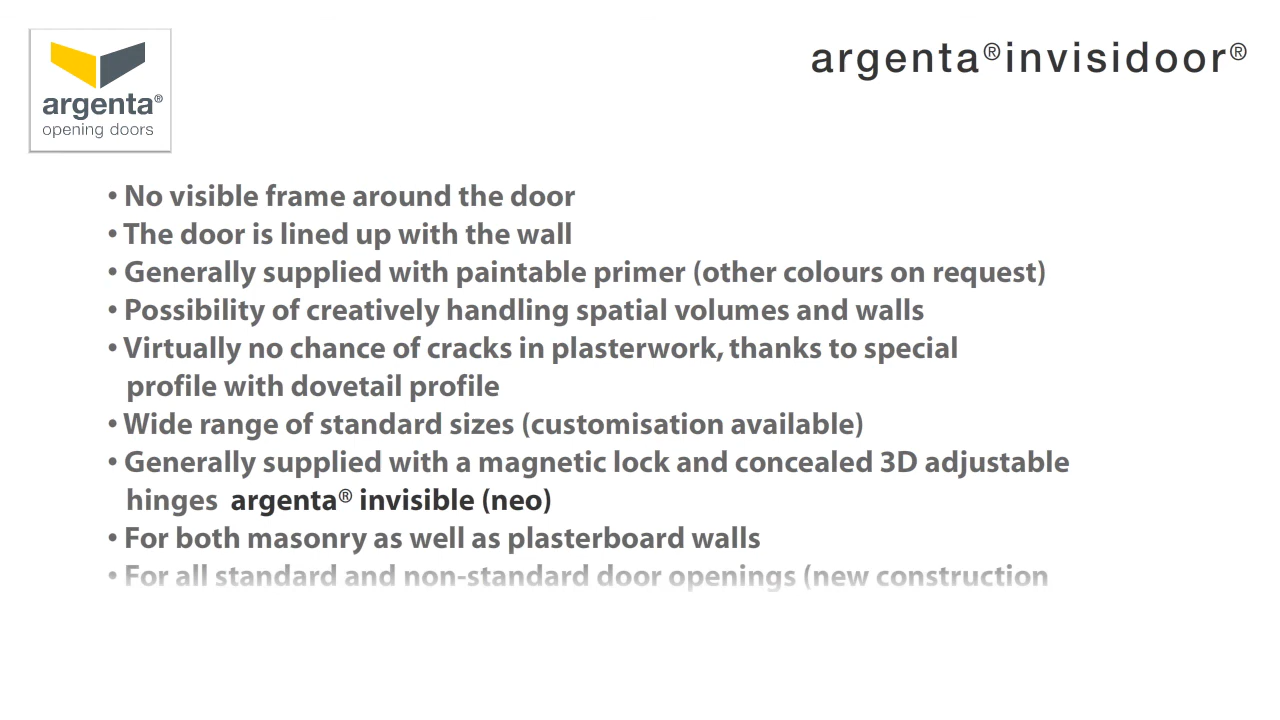 argenta®
opening doors
argenta®invisidoor®
• No visible frame around the door
• The door is lined up with the wall
• Generally supplied with paintable primer (other colours on request)
• Possibility of creatively handling spatial volumes and walls
• Virtually no chance of cracks in plasterwork, thanks to special
profile with dovetail profile
• Wide range of standard sizes (customisation available)
• Generally supplied with a magnetic lock and concealed 3D adjustable
hinges argenta® invisible (neo)
• For both masonry as well as plasterboard walls
• For all standard and non-standard door openings (new construction